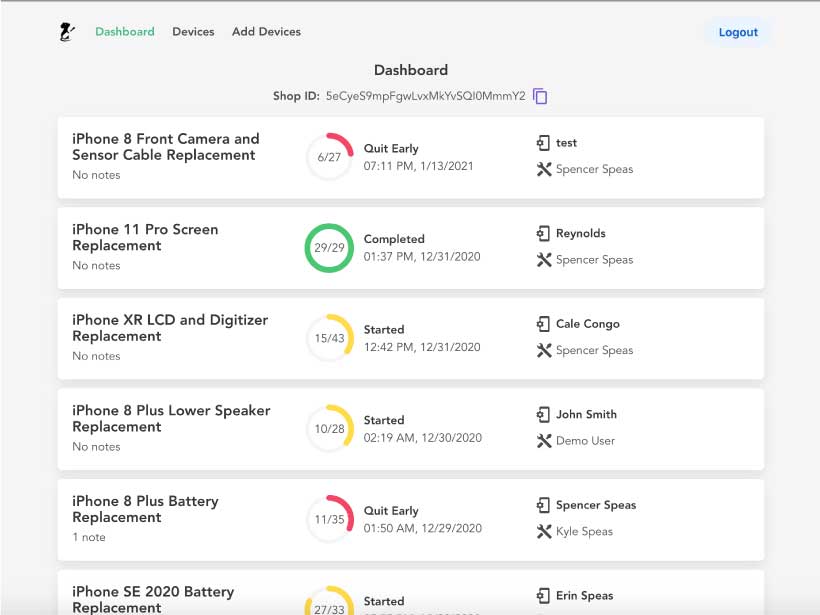 Dashboard Devices Add Devices Logout
Dashboard
Shop ID: 5eCyeS9mpFgwLvxMkYvSQI0MmmY2
iPhone 8 Front Camera and
Sensor Cable Replacement
No notes
6/27
Quit Early
07:11 PM, 1/13/2021
test
Spencer Speas
iPhone 11 Pro Screen
Replacement
No notes
29/29
Completed
01:37 PM, 12/31/2020
Reynolds
Spencer Speas
iPhone XR LCD and Digitizer
Replacement
No notes
15/43
Started
12:42 PM, 12/31/2020
Cale Congo
Spencer Speas
iPhone 8 Plus Lower Speaker
Replacement
No notes
10/28
Started
02:19 AM, 12/30/2020
John Smith
Demo User
iPhone 8 Plus Battery
Replacement
1 note
11/35
Quit Early
01:50 AM, 12/29/2020
Spencer Speas
Kyle Speas
iPhone SE 2020 Battery
Replacement
27/33
Started
Erin Speas